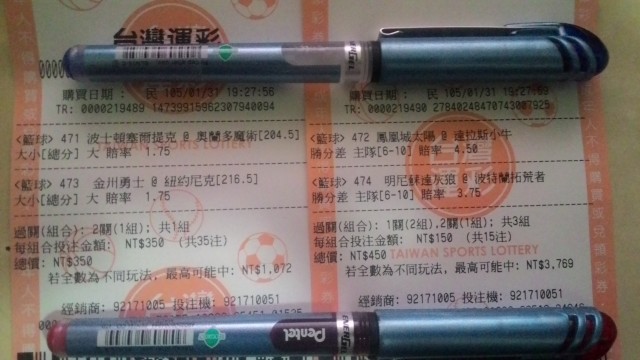 台灣運彩
購買日期： 民 105/01/31 19:27:58
TR: 0000219489 14739915962307940094
<籃球> 471 波士頓塞爾提克 @ 奧蘭多魔術[204.5]
大小[總分] 大 賠率 1.75
<籃球> 473 金州勇士 @ 紐約尼克[216.5]
大小[總分] 大 賠率 1.75
過關(組合)： 2關(1組)； 共1組
每組合投注金額： NT$350 (共35注)
總價： NT$350
若全數為不同玩法，最高可能中： NT$1,072
經銷商： 92171005 投注機： 921710051
購買日期： 民 105/01/31 19:27:59
TR: 0000219490 27840248470743007925
<籃球> 472 鳳凰城太陽 @ 達拉斯小牛
勝分差 主隊[6-10] 賠率 4.50
<籃球> 474 明尼蘇達灰狼 @ 波特蘭拓荒者
勝分差 主隊[6-10] 賠率 3.75
過關(組合)： 1關(2組),2關(1組)； 共3組
每組合投注金額： NT$150 (共15注)
總價： NT$450
若全數為不同玩法，最高可能中： NT$3,769
經銷商： 92171005 投注機： 921710051
TAIWAN SPORTS LOTTERY
Pentel